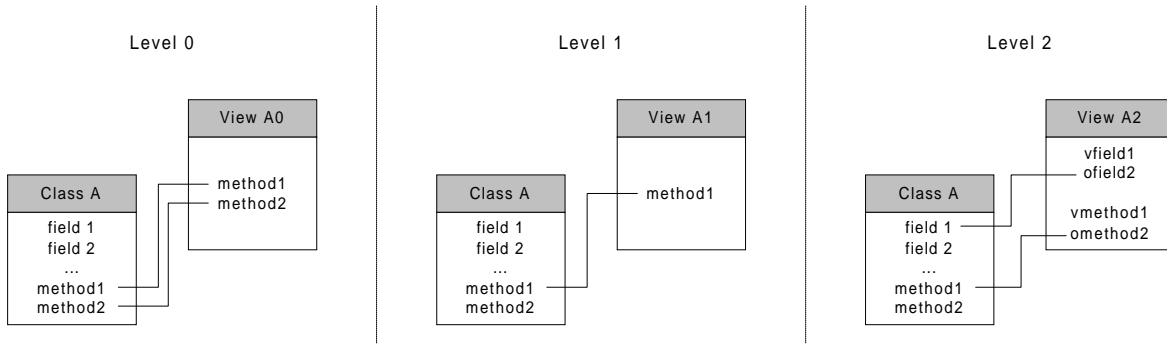 Level 0
View A0
method1
method2
Class A
field 1
field 2
...
method1
method2
Level 1
View A1
method1
Class A
field 1
field 2
...
method1
method2
Level 2
View A2
vfield1
ofield2
vmethod1
omethod2
Class A
field 1
field 2
...
method1
method2